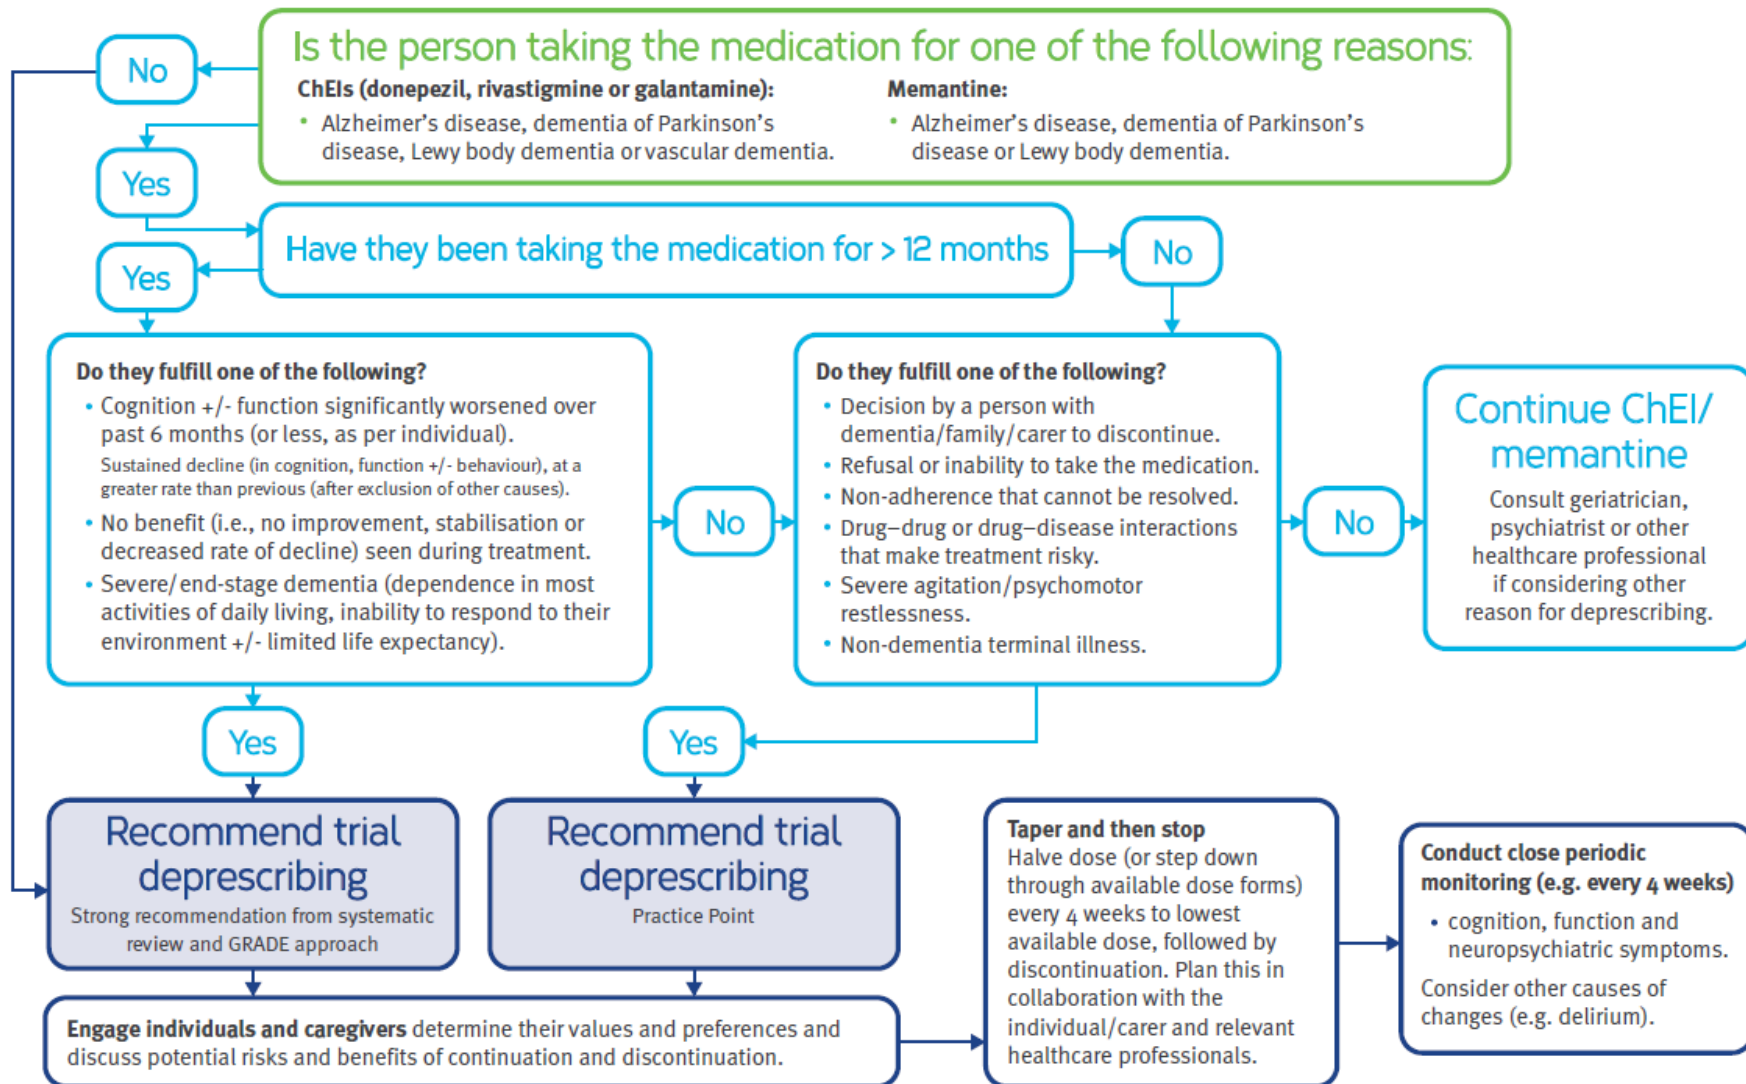 Is the person taking the medication for one of the following reasons:
No
ChEIs (donepezil, rivastigmine or galantamine):
• Alzheimer's disease, dementia of Parkinson's
disease, Lewy body dementia or vascular dementia.
Memantine:
• Alzheimer's disease, dementia of Parkinson's
disease or Lewy body dementia.
Yes
Have they been taking the medication for > 12 months
Yes
No
Do they fulfill one of the following?
• Cognition +/- function significantly worsened over
past 6 months (or less, as per individual).
Sustained decline (in cognition, function +/- behaviour), at a
greater rate than previous (after exclusion of other causes).
• No benefit (i.e., no improvement, stabilisation or
decreased rate of decline) seen during treatment.
• Severe/end-stage dementia (dependence in most
activities of daily living, inability to respond to their
environment +/- limited life expectancy).
No
Do they fulfill one of the following?
• Decision by a person with
dementia/family/carer to discontinue.
• Refusal or inability to take the medication.
• Non-adherence that cannot be resolved.
• Drug–drug or drug–disease interactions
that make treatment risky.
• Severe agitation/psychomotor
restlessness.
• Non-dementia terminal illness.
No
Continue ChEI/
memantine
Consult geriatrician,
psychiatrist or other
healthcare professional
if considering other
reason for deprescribing.
Yes
Yes
Recommend trial
deprescribing
Strong recommendation from systematic
review and GRADE approach
Recommend trial
deprescribing
Practice Point
Engage individuals and caregivers determine their values and preferences and
discuss potential risks and benefits of continuation and discontinuation.
Taper and then stop
Halve dose (or step down
through available dose forms)
every 4 weeks to lowest
available dose, followed by
discontinuation. Plan this in
collaboration with the
individual/carer and relevant
healthcare professionals.
Conduct close periodic
monitoring (e.g. every 4 weeks)
• cognition, function and
neuropsychiatric symptoms.
Consider other causes of
changes (e.g. delirium).